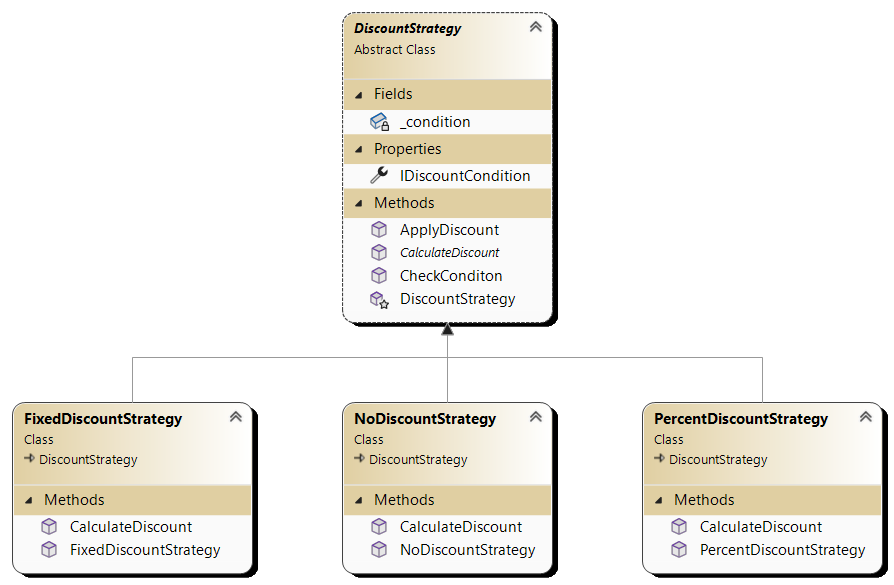 DiscountStrategy
Abstract Class
Fields
_condition
Properties
IDiscountCondition
Methods
ApplyDiscount
CalculateDiscount
CheckConditon
DiscountStrategy
FixedDiscountStrategy
Class
DiscountStrategy
Methods
CalculateDiscount
FixedDiscountStrategy
NoDiscountStrategy
Class
DiscountStrategy
Methods
CalculateDiscount
NoDiscountStrategy
PercentDiscountStrategy
Class
DiscountStrategy
Methods
CalculateDiscount
PercentDiscountStrategy